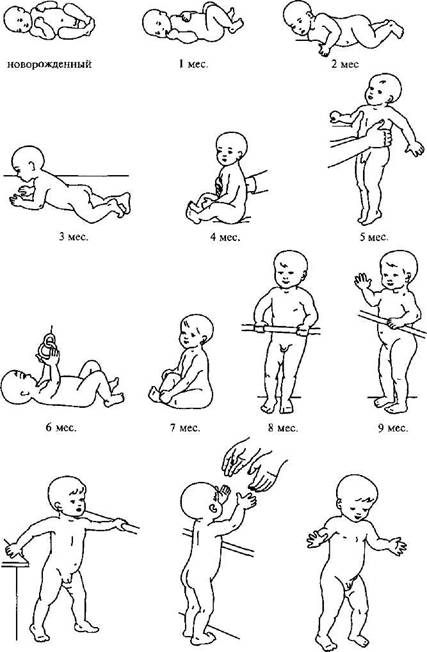 новорожденный 1 мес. 2 мес
3 мес. 4 мес. 5 мес.
6 мес. 7 мес. 8 мес. 9 мес.